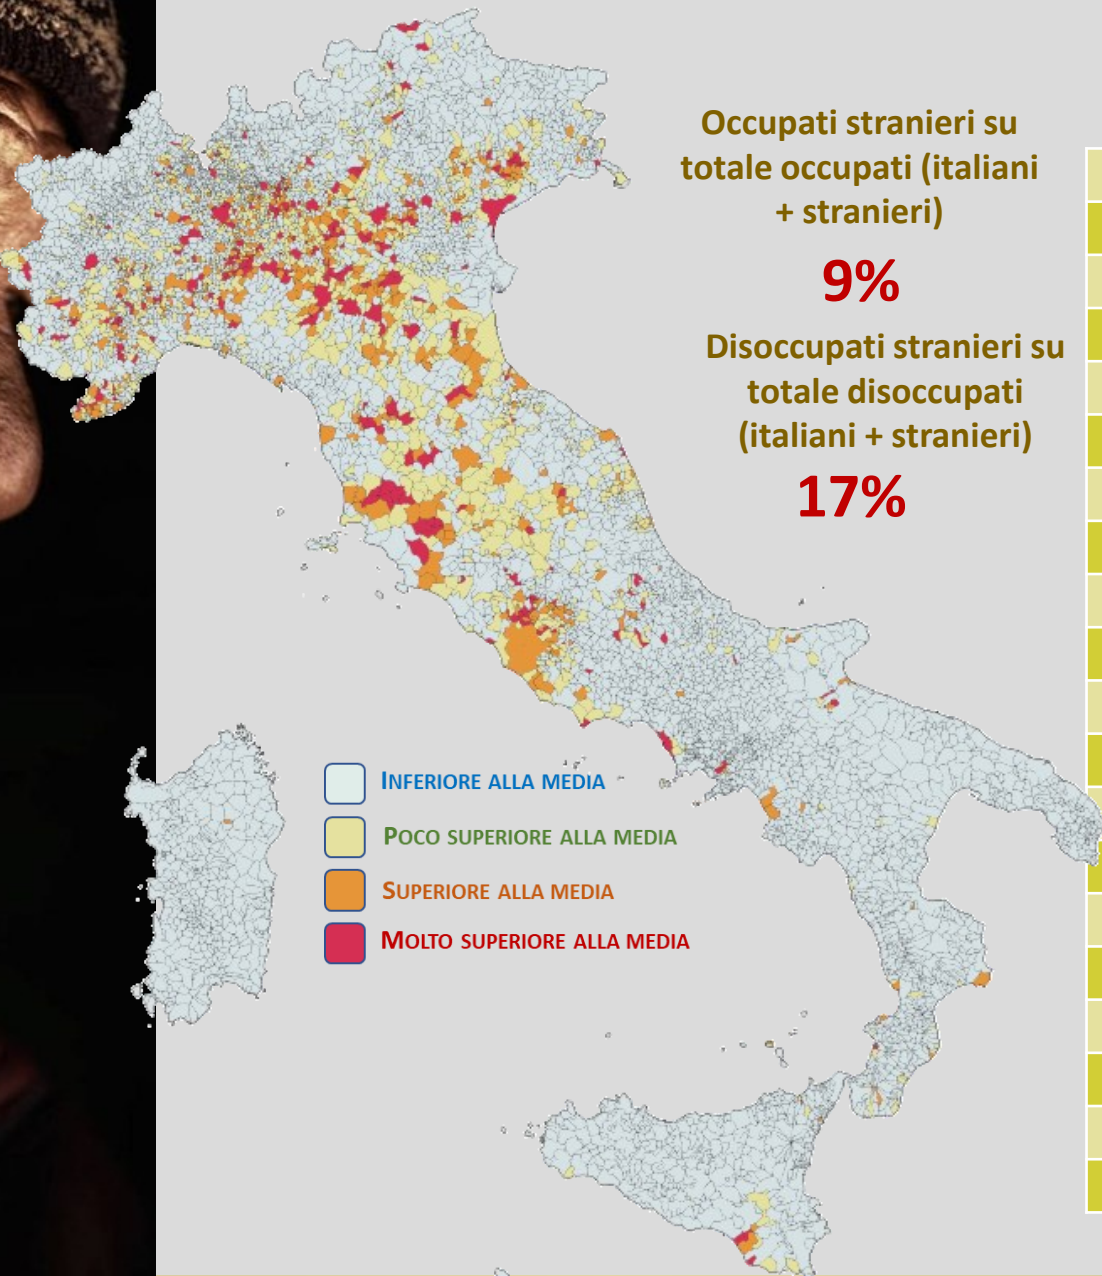 Occupati stranieri su
totale occupati (italiani
+ stranieri)
9%
Disoccupati stranieri su
totale disoccupati
(italiani + stranieri)
17%
INFERIORE ALLA MEDIA
POCO SUPERIORE ALLA MEDIA
SUPERIORE ALLA MEDIA
MOLTO SUPERIORE ALLA MEDIA